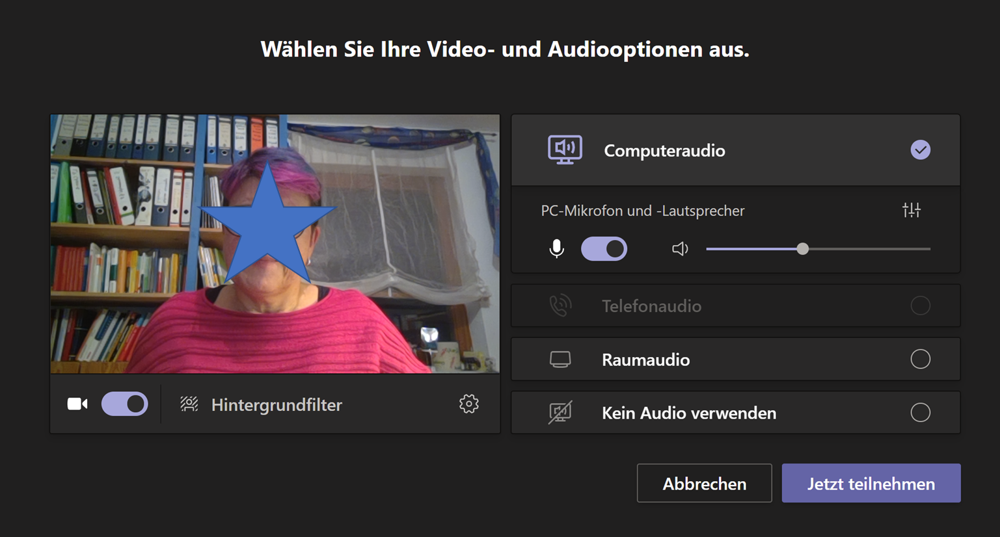 Wählen Sie Ihre Video- und Audiooptionen aus.
Computeraudio
PC-Mikrofon und -Lautsprecher
Telefonaudio
Raumaudio
Kein Audio verwenden
Hintergrundfilter
Abbrechen
Jetzt teilnehmen